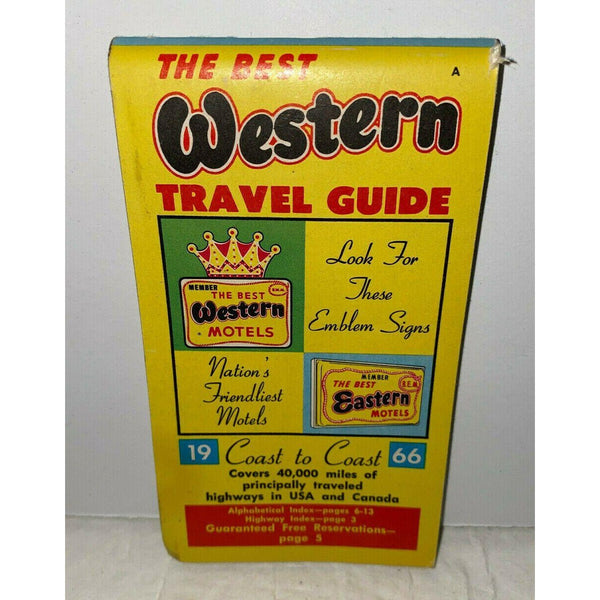 THE BEST
A
Western
TRAVEL GUIDE
MEMBER
B.W.M.
THE BEST
Western
MOTELS
Look For
These
Emblem Signs
Nation's
Friendliest
Motels
MEMBER
THE BEST
B.E.M.
Eastern
MOTELS
19 Coast to Coast 66
Covers 40,000 miles of
principally traveled
highways in USA and Canada
Alphabetical Index—pages 6-13
Highway Index—page 3
Guaranteed Free Reservations—
page 5